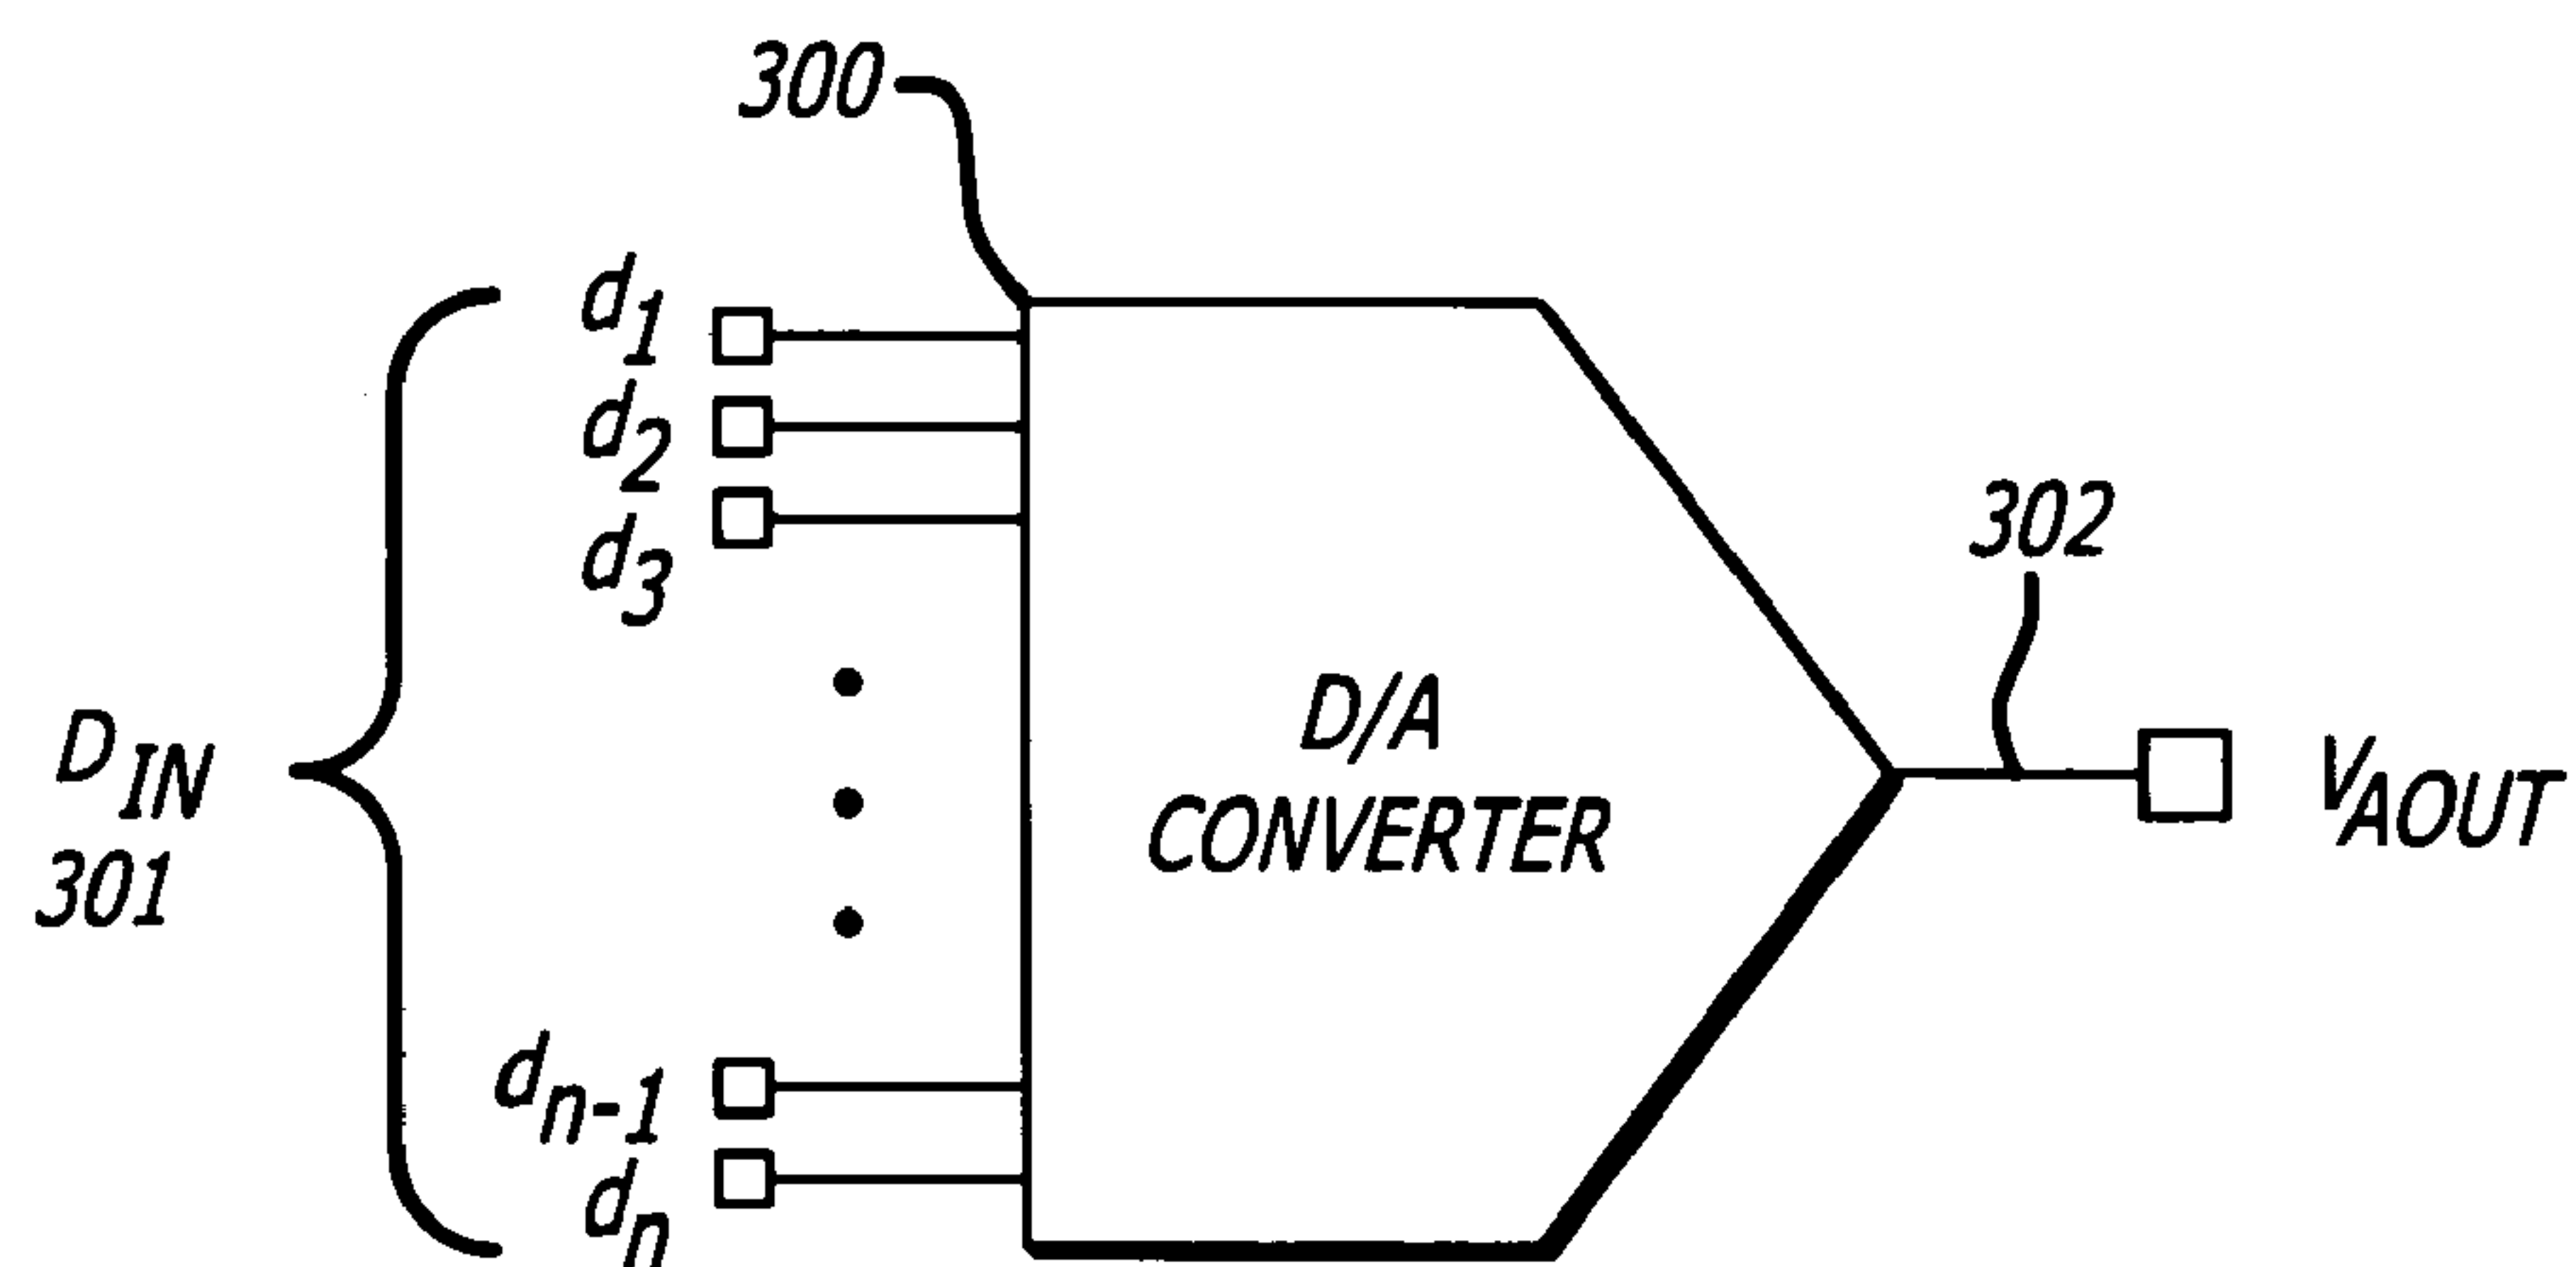 300
d1
d2
d3
302
D/A
CONVERTER
DIN
301
VAOUT
dn-1
dn